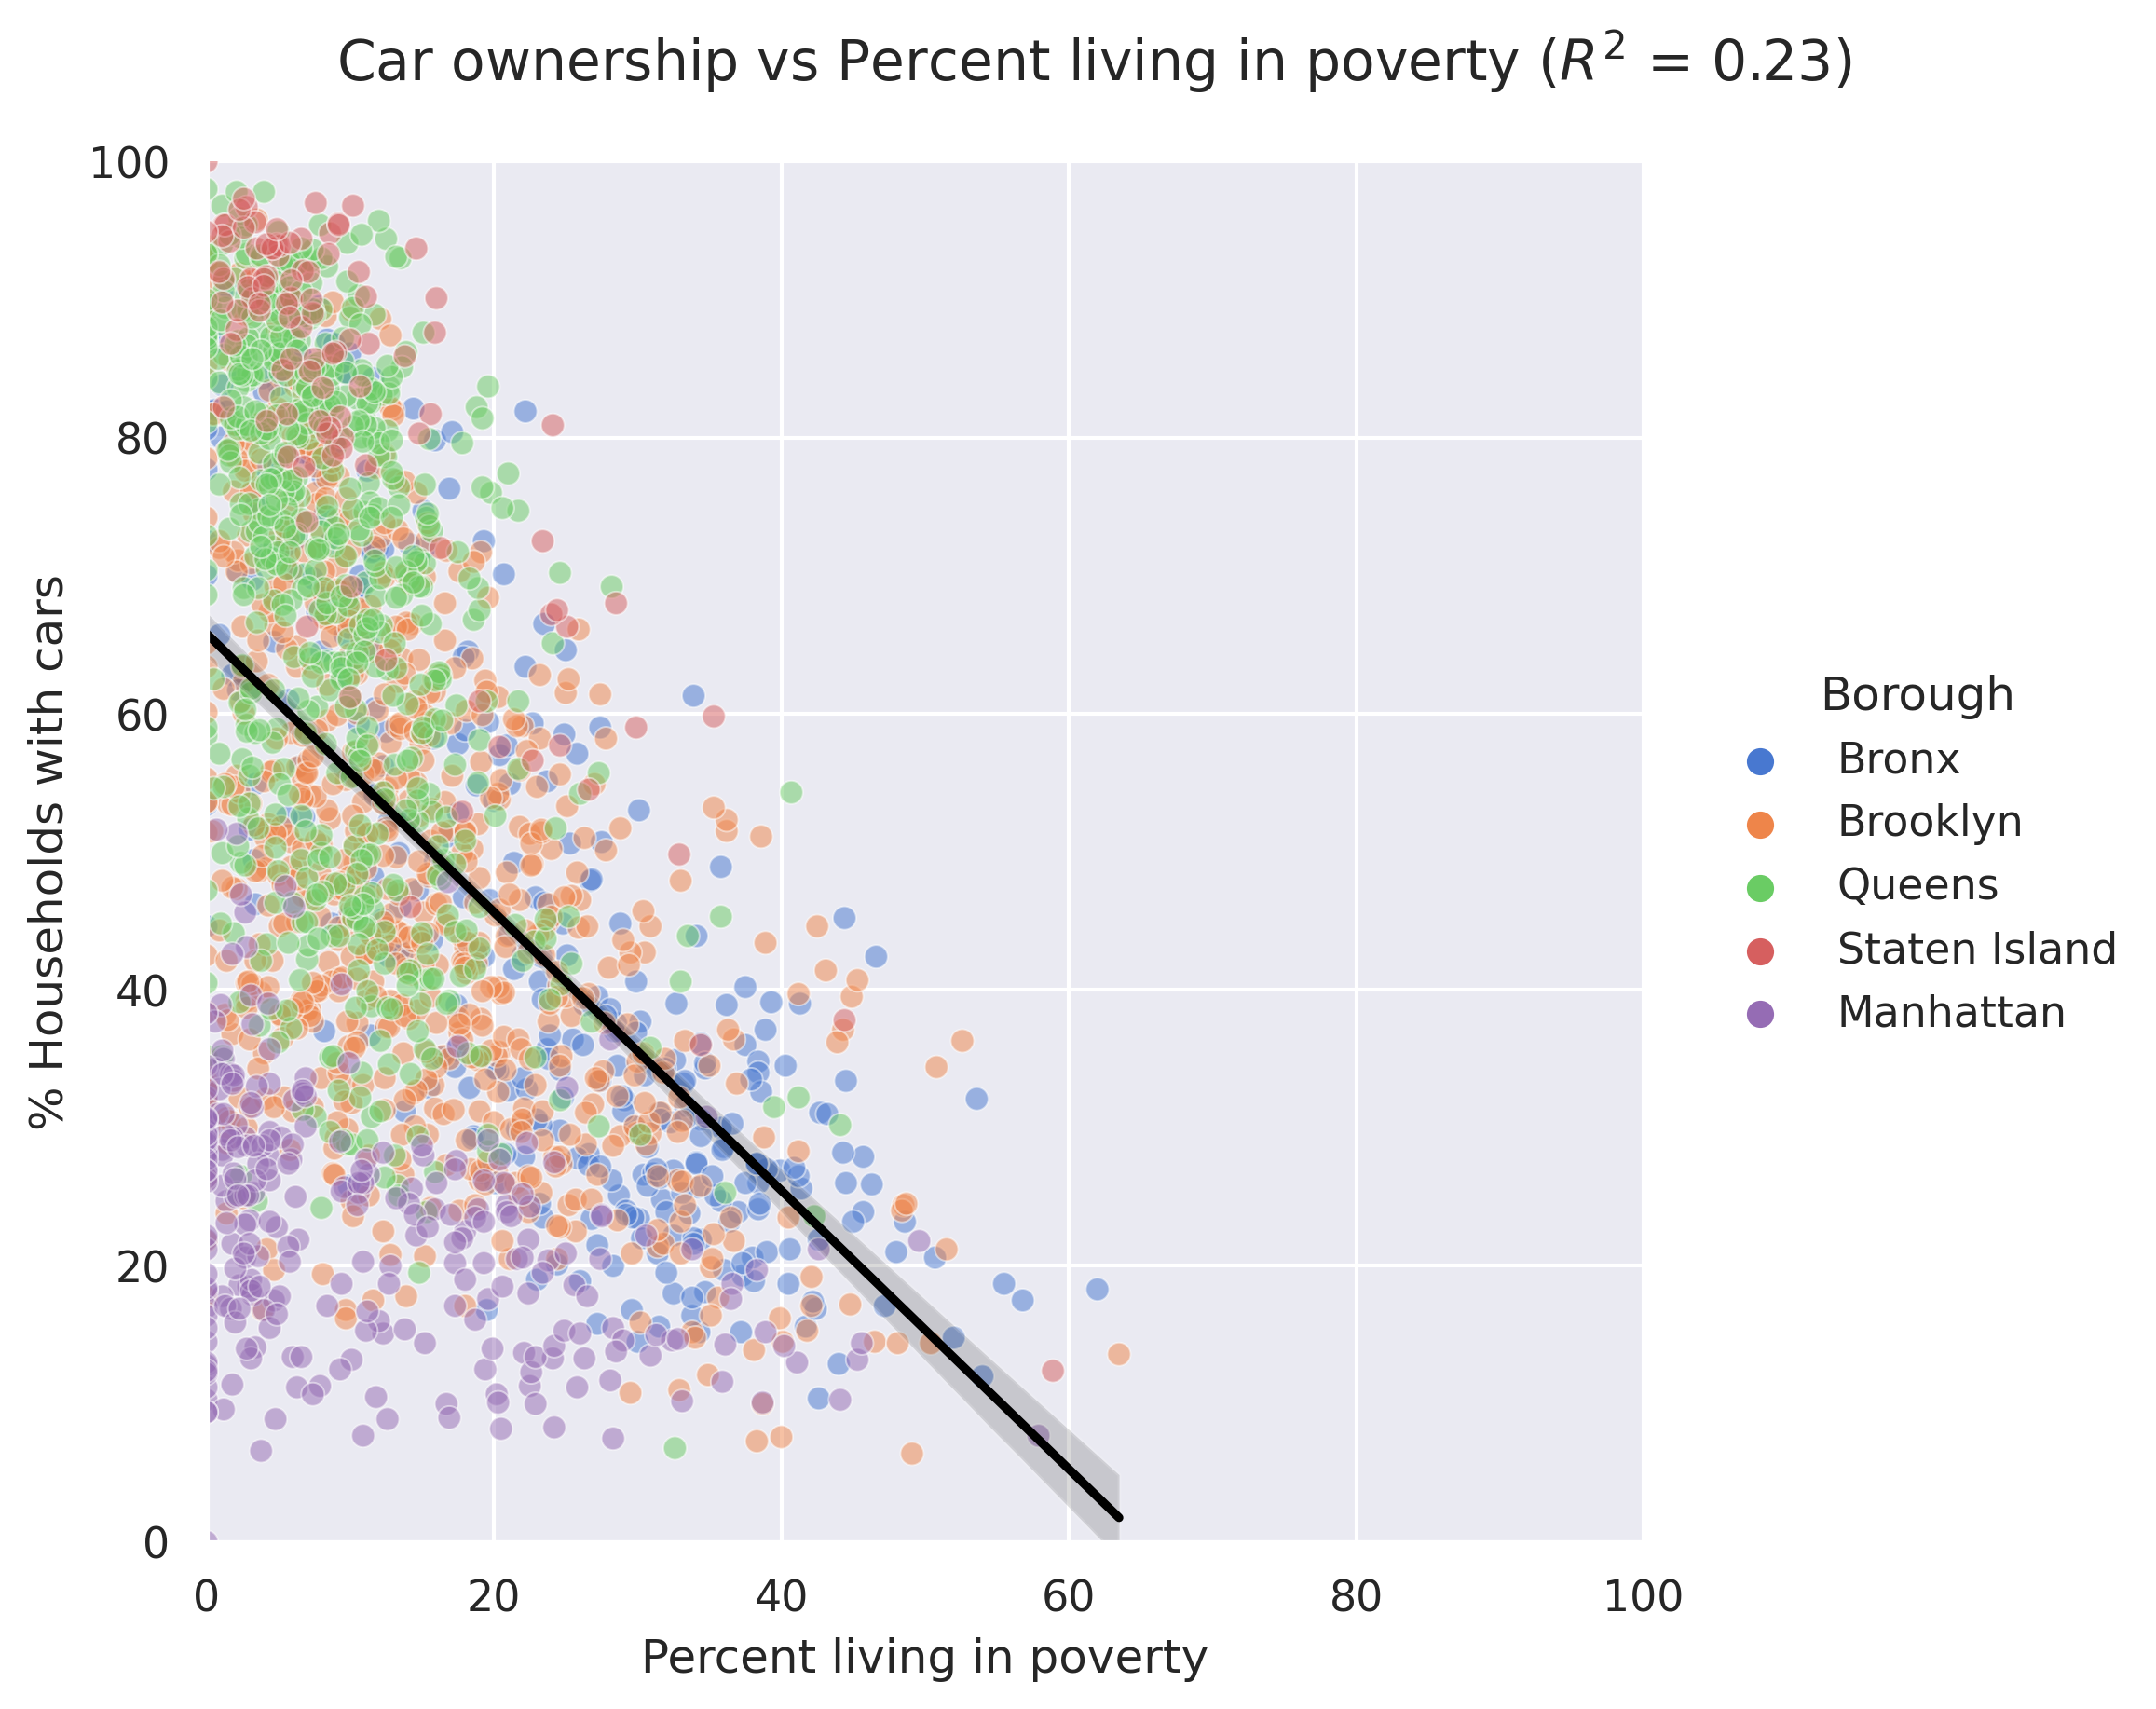 Car ownership vs Percent living in poverty (R² = 0.23)
100
80
60
40
20
0
% Households with cars
0 20 40 60 80 100
Percent living in poverty
Borough
Bronx
Brooklyn
Queens
Staten Island
Manhattan